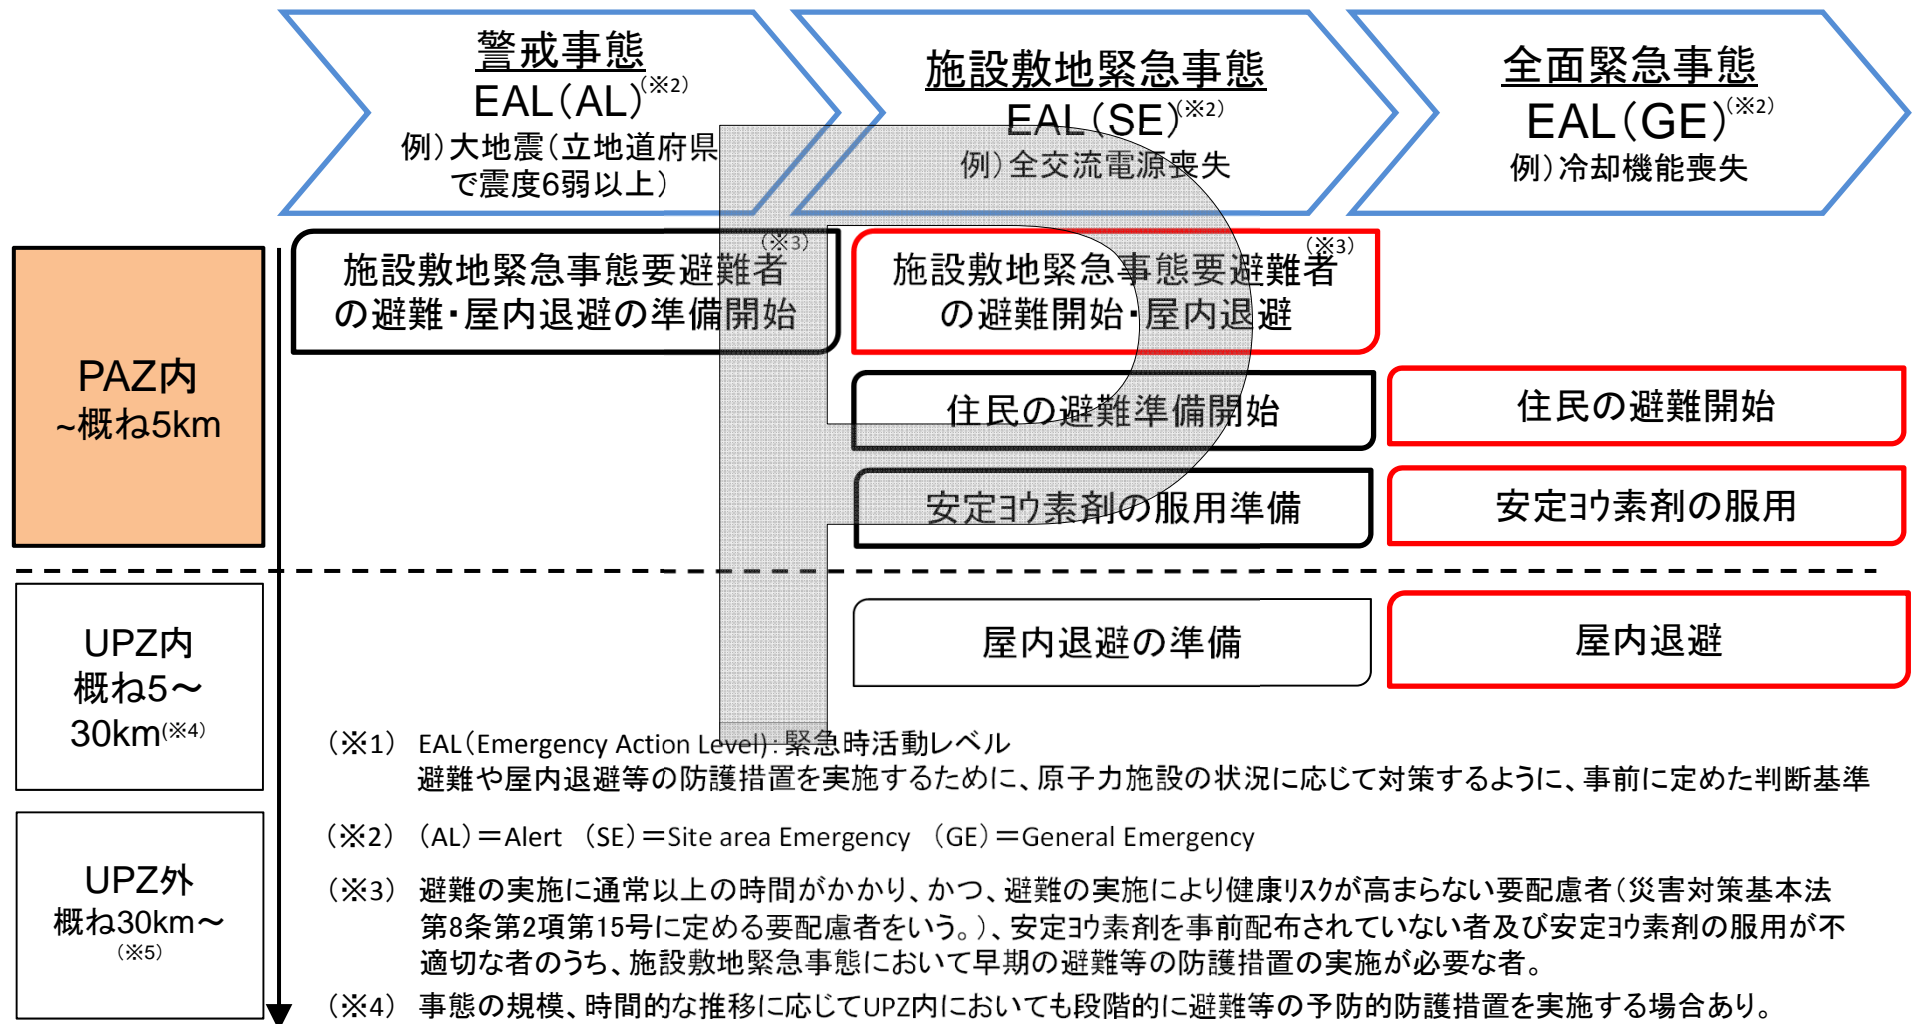 警戒事態
EAL(AL)(※2)
例)大地震(立地道府県
で震度6弱以上)
施設敷地緊急事態
EAL(SE)(※2)
例)全交流電源喪失
全面緊急事態
EAL(GE)(※2)
例)冷却機能喪失
PAZ内
~概ね5km
施設敷地緊急事態要避難者(※3)
の避難・屋内退避の準備開始
施設敷地緊急事態要避難者(※3)
の避難開始・屋内退避
住民の避難準備開始
住民の避難開始
安定ヨウ素剤の服用準備
安定ヨウ素剤の服用
UPZ内
概ね5～
30km(※4)
屋内退避の準備
屋内退避
UPZ外
概ね30km～
(※5)
(※1) EAL(Emergency Action Level):緊急時活動レベル
避難や屋内退避等の防護措置を実施するために、原子力施設の状況に応じて対策するように、事前に定めた判断基準
(※2) (AL)=Alert (SE)=Site area Emergency (GE)=General Emergency
(※3) 避難の実施に通常以上の時間がかかり、かつ、避難の実施により健康リスクが高まらない要配慮者(災害対策基本法
第8条第2項第15号に定める要配慮者をいう。)、安定ヨウ素剤を事前配布されていない者及び安定ヨウ素剤の服用が不
適切な者のうち、施設敷地緊急事態において早期の避難等の防護措置の実施が必要な者。
(※4) 事態の規模、時間的な推移に応じてUPZ内においても段階的に避難等の予防的防護措置を実施する場合あり。